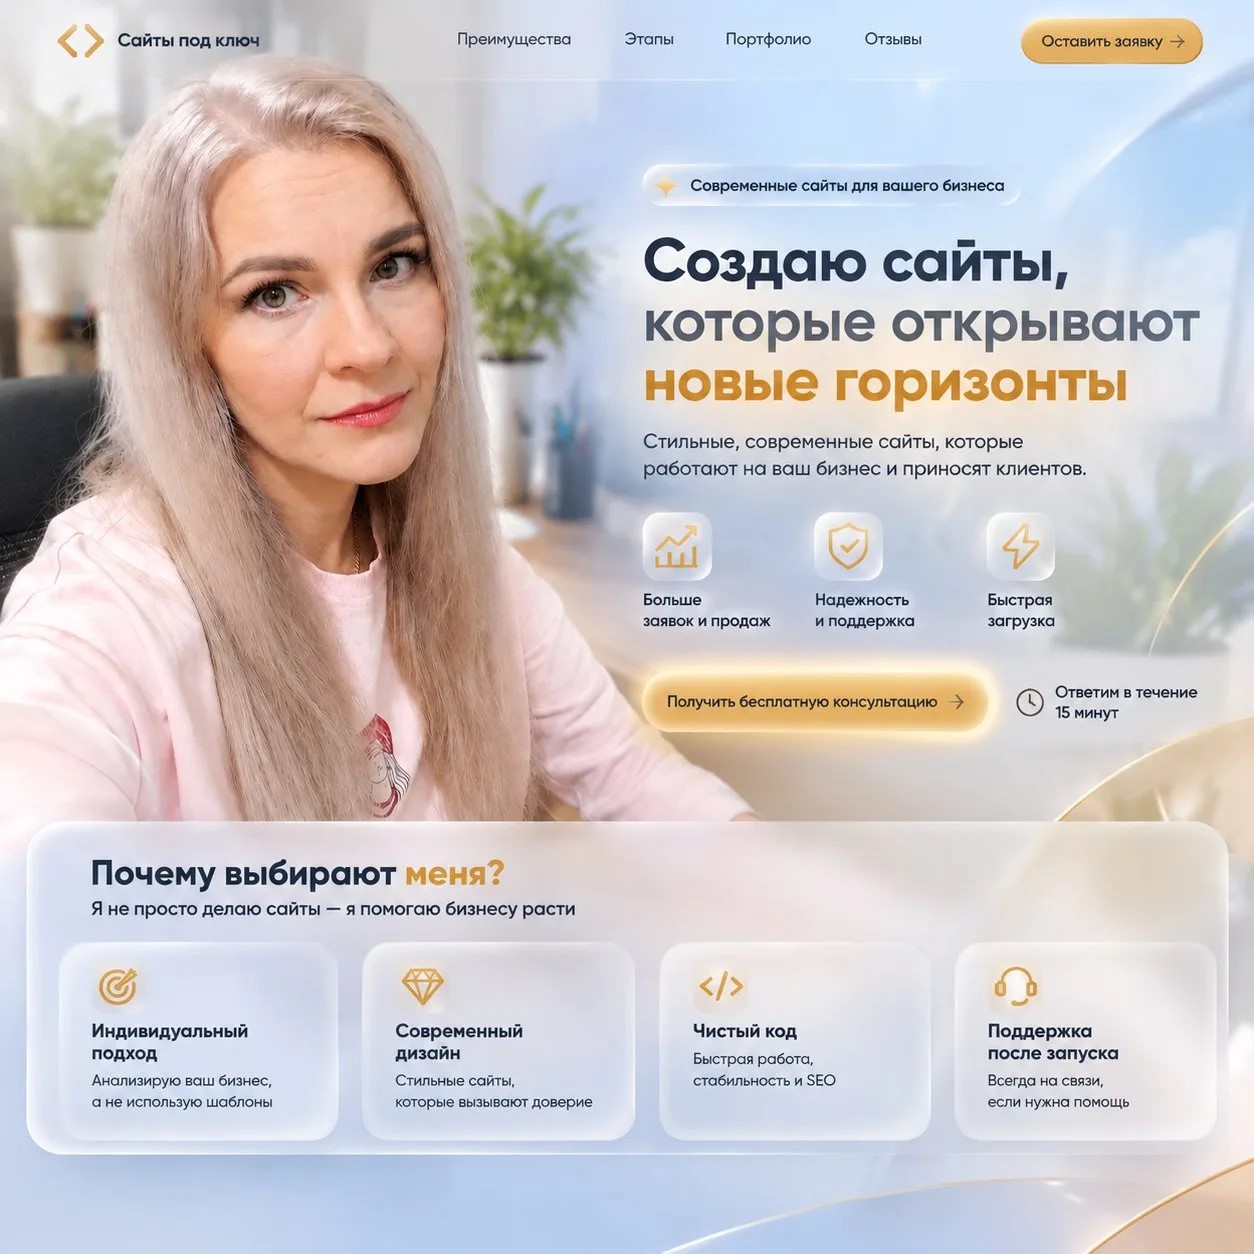 Сайты под ключ
Преимущества
Этапы
Портфолио
Отзывы
Оставить заявку
Современные сайты для вашего бизнеса
Создаю сайты,
которые открывают
новые горизонты
Стильные, современные сайты, которые
работают на ваш бизнес и приносят клиентов.
Больше
заявок и продаж
Надежность
и поддержка
Быстрая
загрузка
Получить бесплатную консультацию
Ответим в течение
15 минут
Почему выбирают меня?
Я не просто делаю сайты — я помогаю бизнесу расти
Индивидуальный
подход
Анализирую ваш бизнес,
а не использую шаблоны
Современный
дизайн
Стильные сайты,
которые вызывают доверие
Чистый код
Быстрая работа,
стабильность и SEO
Поддержка
после запуска
Всегда на связи,
если нужна помощь